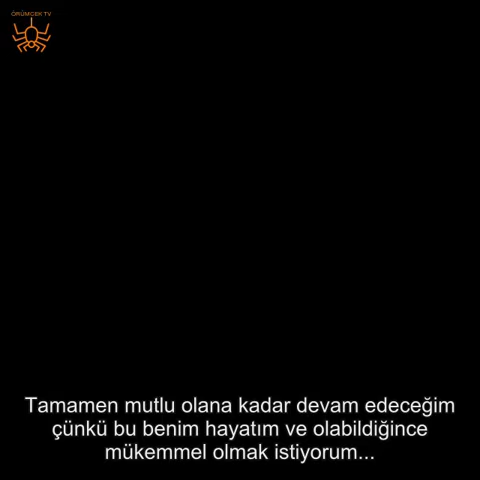 ÖRÜMCEK TV
Tamamen mutlu olana kadar devam edeceğim
çünkü bu benim hayatım ve olabildiğince
mükemmel olmak istiyorum...